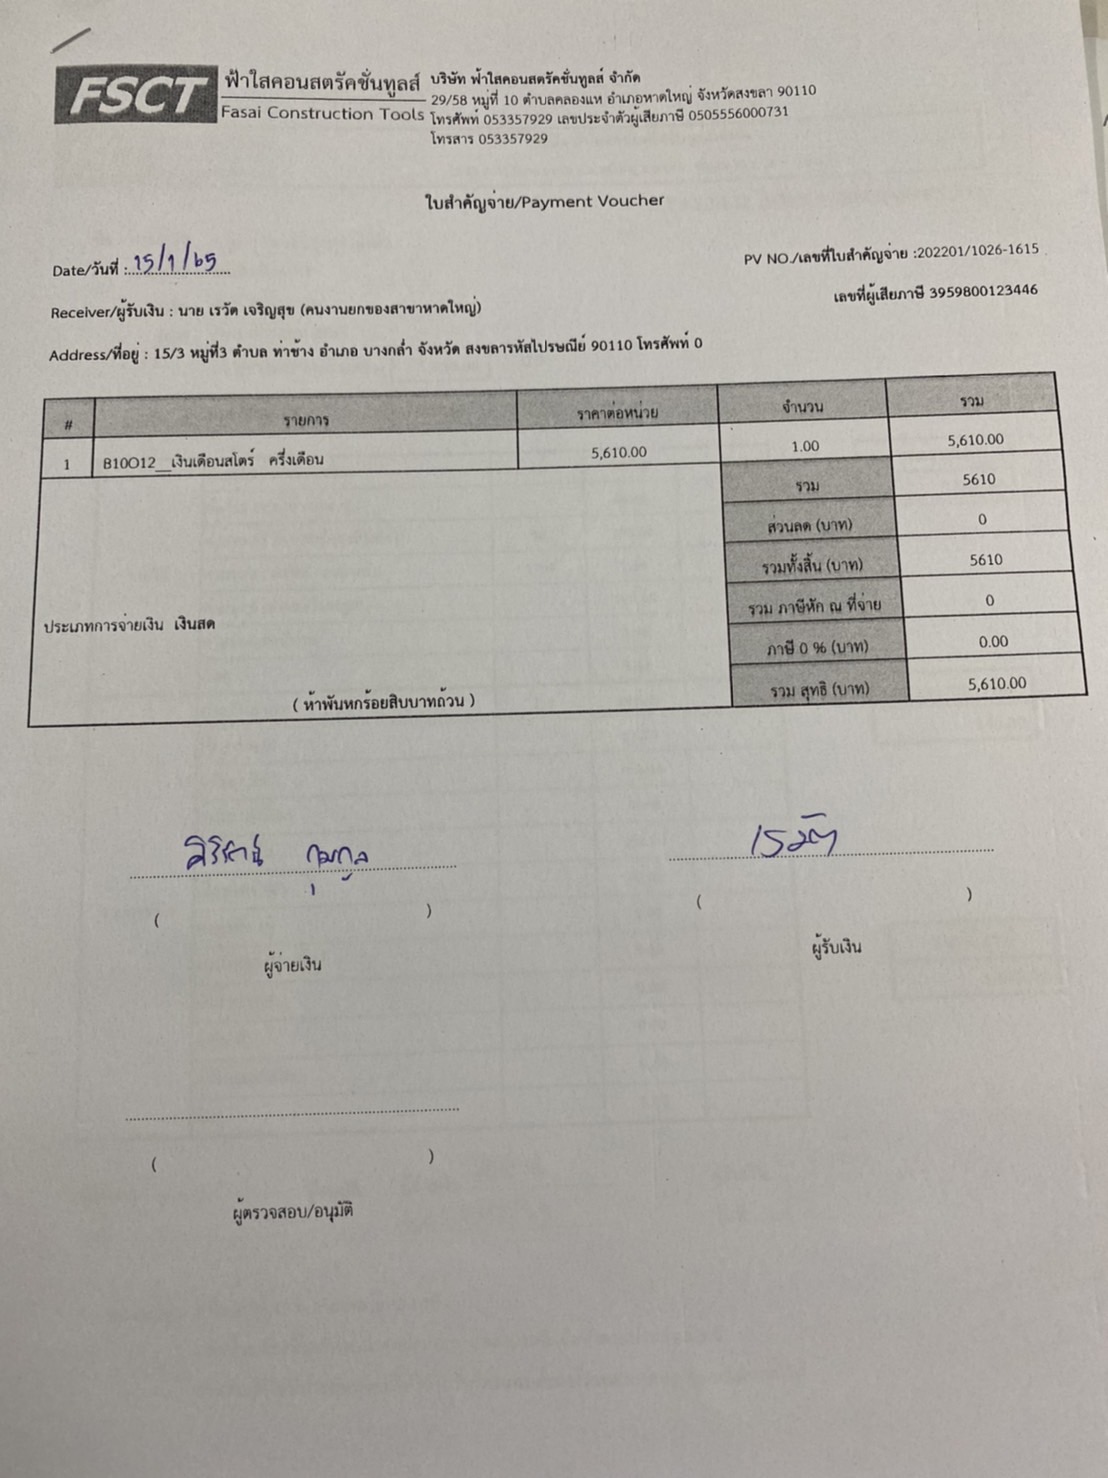 FSCT
ฟ้าใสคอนสตรัคชั่นทูลส์
Fasai Construction Tools
บริษัท ฟ้าใสคอนสตรัคชั่นทูลส์ จำกัด
29/58 หมู่ที่ 10 ตำบลคลองแห อำเภอหาดใหญ่ จังหวัดสงขลา 90110
โทรศัพท์ 053357929 เลขประจำตัวผู้เสียภาษี 0505556000731
โทรสาร 053357929
ใบสำคัญจ่าย/Payment Voucher
Date/วันที่ : 15/1/65
PV NO./เลขที่ใบสำคัญจ่าย :202201/1026-1615
เลขที่ผู้เสียภาษี 3959800123446
Receiver/ผู้รับเงิน : นาย เรวัต เจริญสุข (คนงานยกของสาขาหาดใหญ่)
Address/ที่อยู่ : 15/3 หมู่ที่3 ตำบล ท่าช้าง อำเภอ บางกล่ำ จังหวัด สงขลารหัสไปรษณีย์ 90110 โทรศัพท์ 0
# รายการ ราคาต่อหน่วย จำนวน รวม
1 B10O12__เงินเดือนสโตร์ ครึ่งเดือน 5,610.00 1.00 5,610.00
รวม 5610
ส่วนลด (บาท) 0
รวมทั้งสิ้น (บาท) 5610
รวม ภาษีหัก ณ ที่จ่าย 0
ประเภทการจ่ายเงิน เงินสด
ภาษี 0 % (บาท) 0.00
( ห้าพันหกร้อยสิบบาทถ้วน )
รวม สุทธิ (บาท) 5,610.00
เรวัต
( )
( )
ผู้จ่ายเงิน
ผู้รับเงิน
( )
ผู้ตรวจสอบ/อนุมัติ